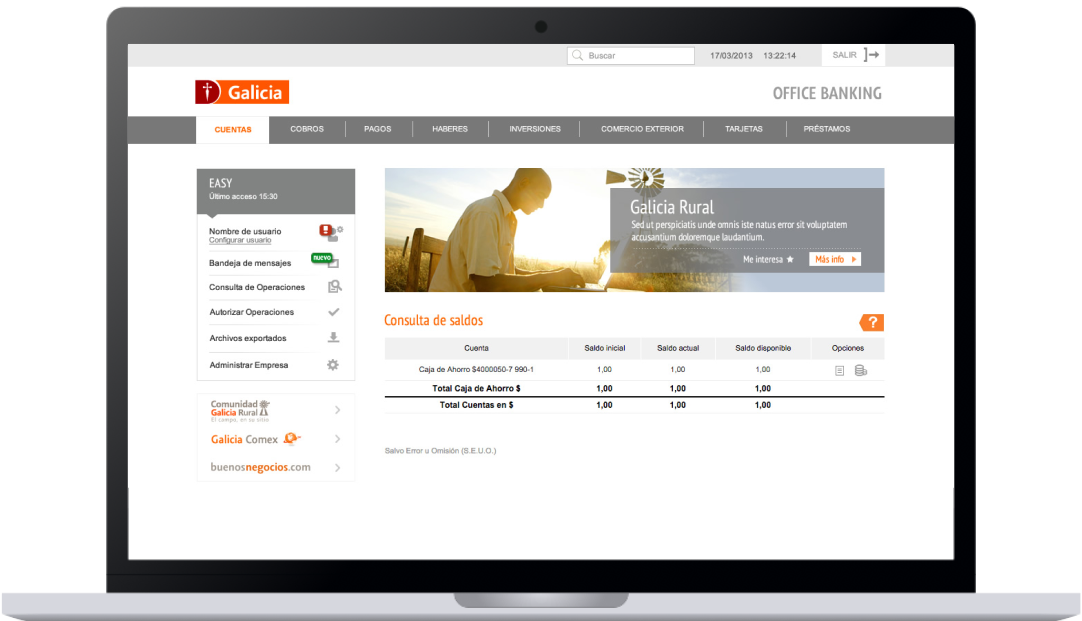 Buscar
17/03/2013 13:22:14
SALIR
Galicia
OFFICE BANKING
CUENTAS COBROS PAGOS HABERES INVERSIONES COMERCIO EXTERIOR TARJETAS PRÉSTAMOS
EASY
Último acceso 15:30
Nombre de usuario
Configurar usuario
Bandeja de mensajes
nuevo
Consulta de Operaciones
Autorizar Operaciones
Archivos exportados
Administrar Empresa
Comunidad
Galicia Rural
El campo, en su sitio
Galicia Comex
buenosnegocios.com
Galicia Rural
Sed ut perspiciatis unde omnis iste natus error sit voluptatem
accusantium doloremque laudantium.
Me interesa Más info
Consulta de saldos
?
Cuenta Saldo inicial Saldo actual Saldo disponible Opciones
Caja de Ahorro $4000050-7 990-1 1,00 1,00 1,00
Total Caja de Ahorro $ 1,00 1,00 1,00
Total Cuentas en $ 1,00 1,00 1,00
Salvo Error u Omisión (S.E.U.O.)